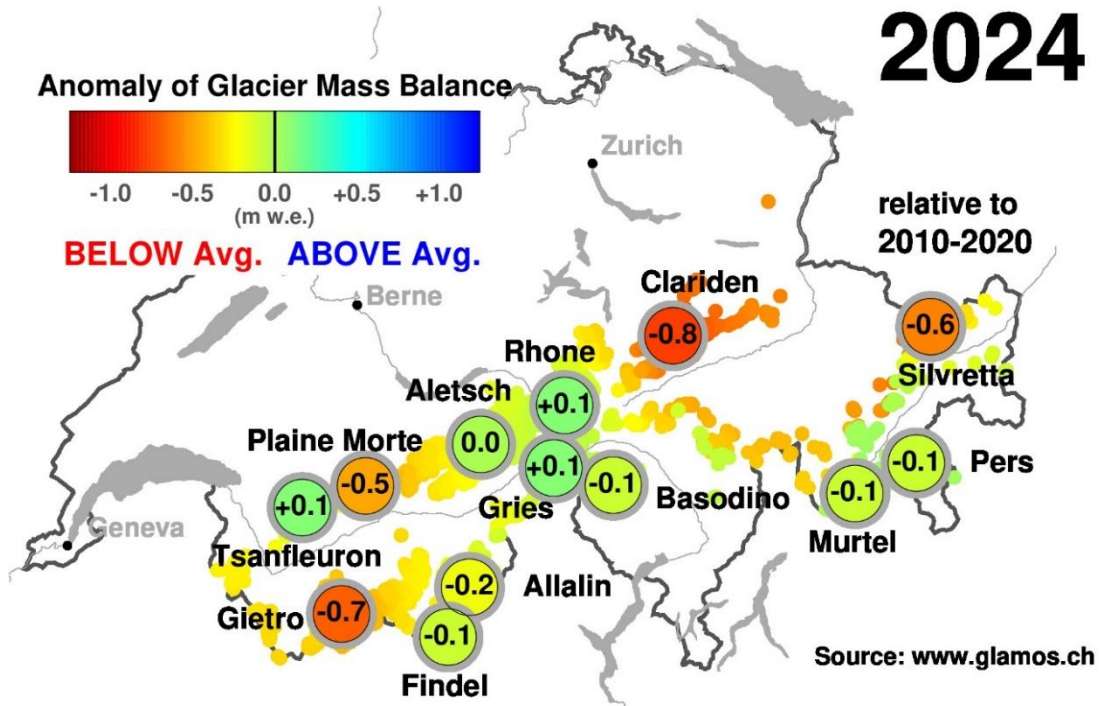 2024
Anomaly of Glacier Mass Balance
-1.0 -0.5 0.0 +0.5 +1.0
(m w.e.)
BELOW Avg. ABOVE Avg.
Zurich
relative to
2010-2020
Berne
Clariden
-0.8
-0.6
Silvretta
Rhone
+0.1
Aletsch
0.0
Plaine Morte
-0.5
+0.1
Tsanfleuron
+0.1
Gries
-0.1
Basodino
-0.1
Pers
-0.1
Murtel
Geneva
Gietro
-0.7
-0.2
Allalin
-0.1
Findel
Source: www.glamos.ch